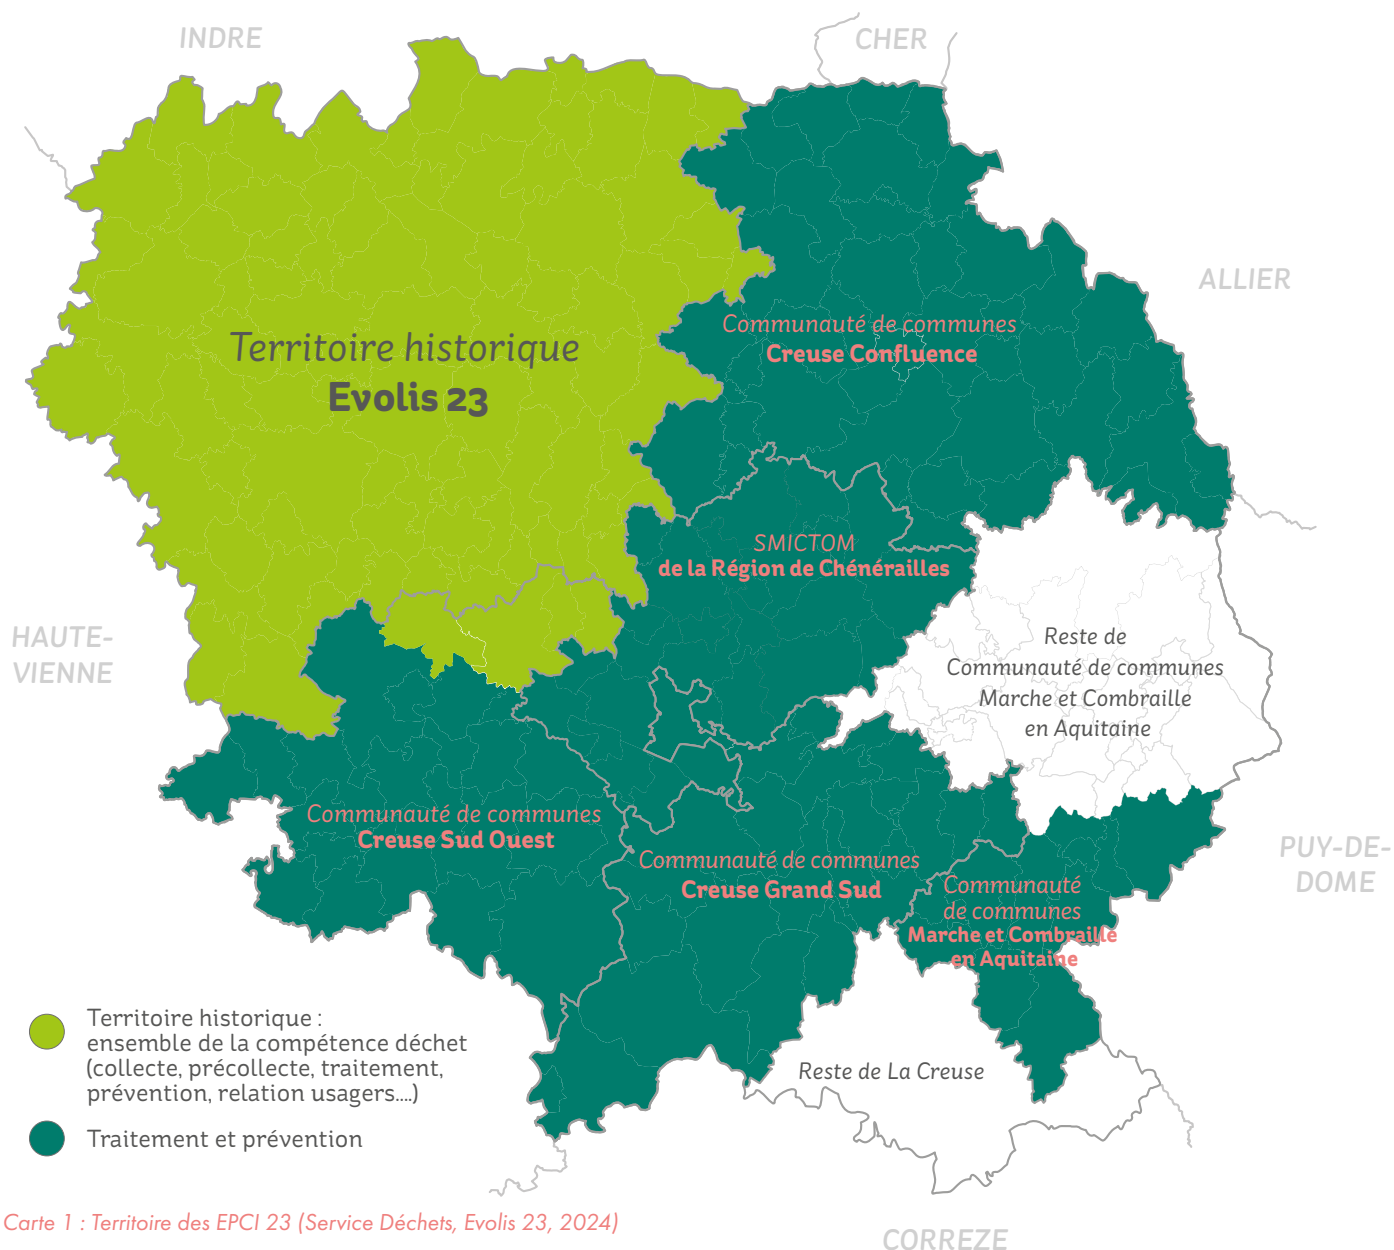 INDRE
CHER
ALLIER
Communauté de communes
Creuse Confluence
Territoire historique
Evolis 23
SMICTOM
de la Région de Chénérailles
HAUTE-
VIENNE
Reste de
Communauté de communes
Marche et Combraille
en Aquitaine
Communauté de communes
Creuse Sud Ouest
Communauté de communes
Creuse Grand Sud
Communauté
de communes
Marche et Combraille
en Aquitaine
PUY-DE-
DOME
Reste de La Creuse
Territoire historique :
ensemble de la compétence déchet
(collecte, précollecte, traitement,
prévention, relation usagers....)
Traitement et prévention
Carte 1 : Territoire des EPCI 23 (Service Déchets, Evolis 23, 2024)
CORREZE